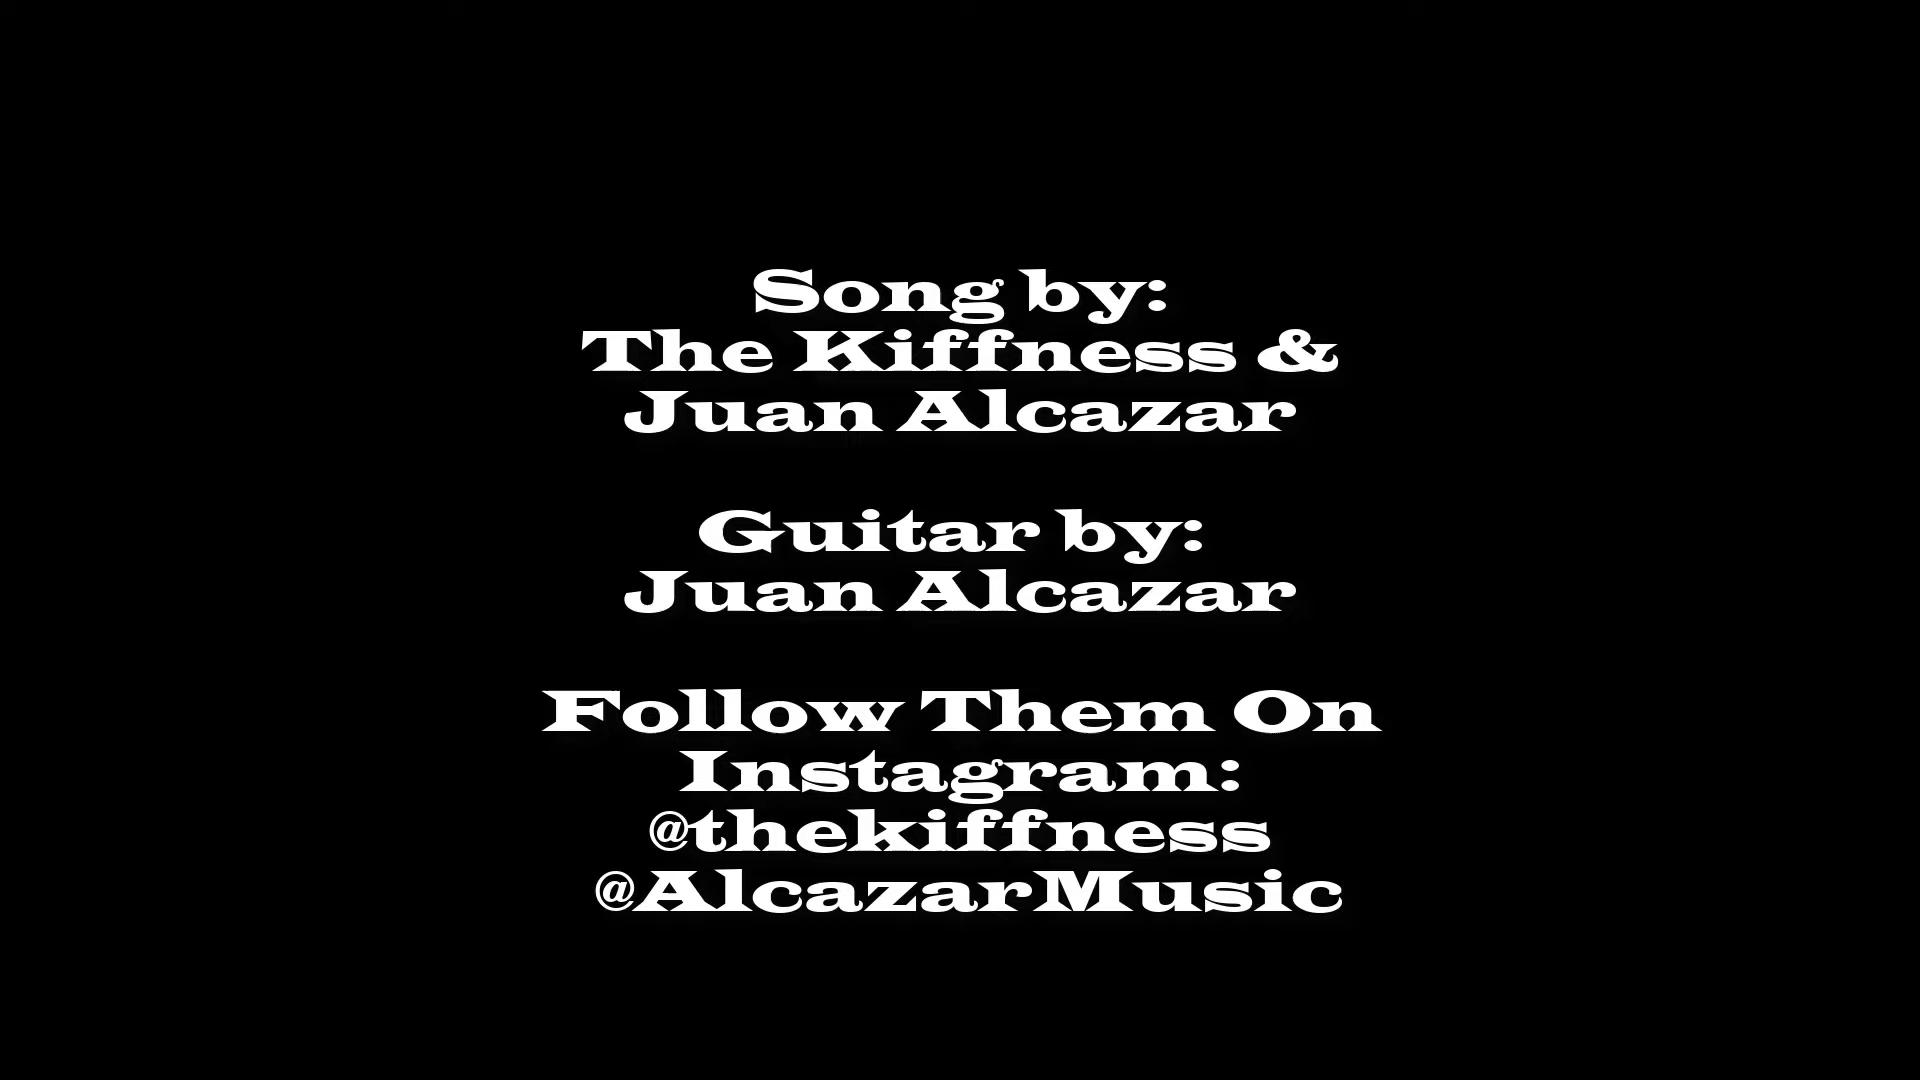 Song by:
The Kiffness &
Juan Alcazar
Guitar by:
Juan Alcazar
Follow Them On
Instagram:
@thekiffness
@AlcazarMusic